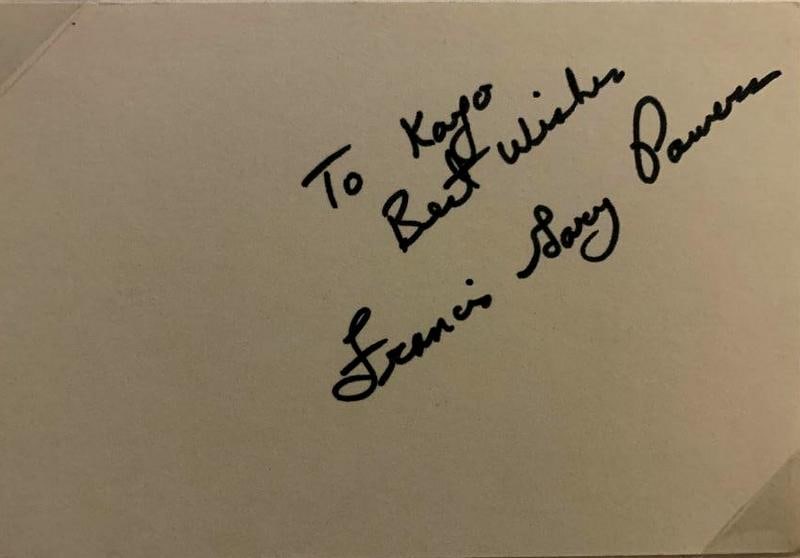 To Kayo
Best Wishes
Francis Gary Powers